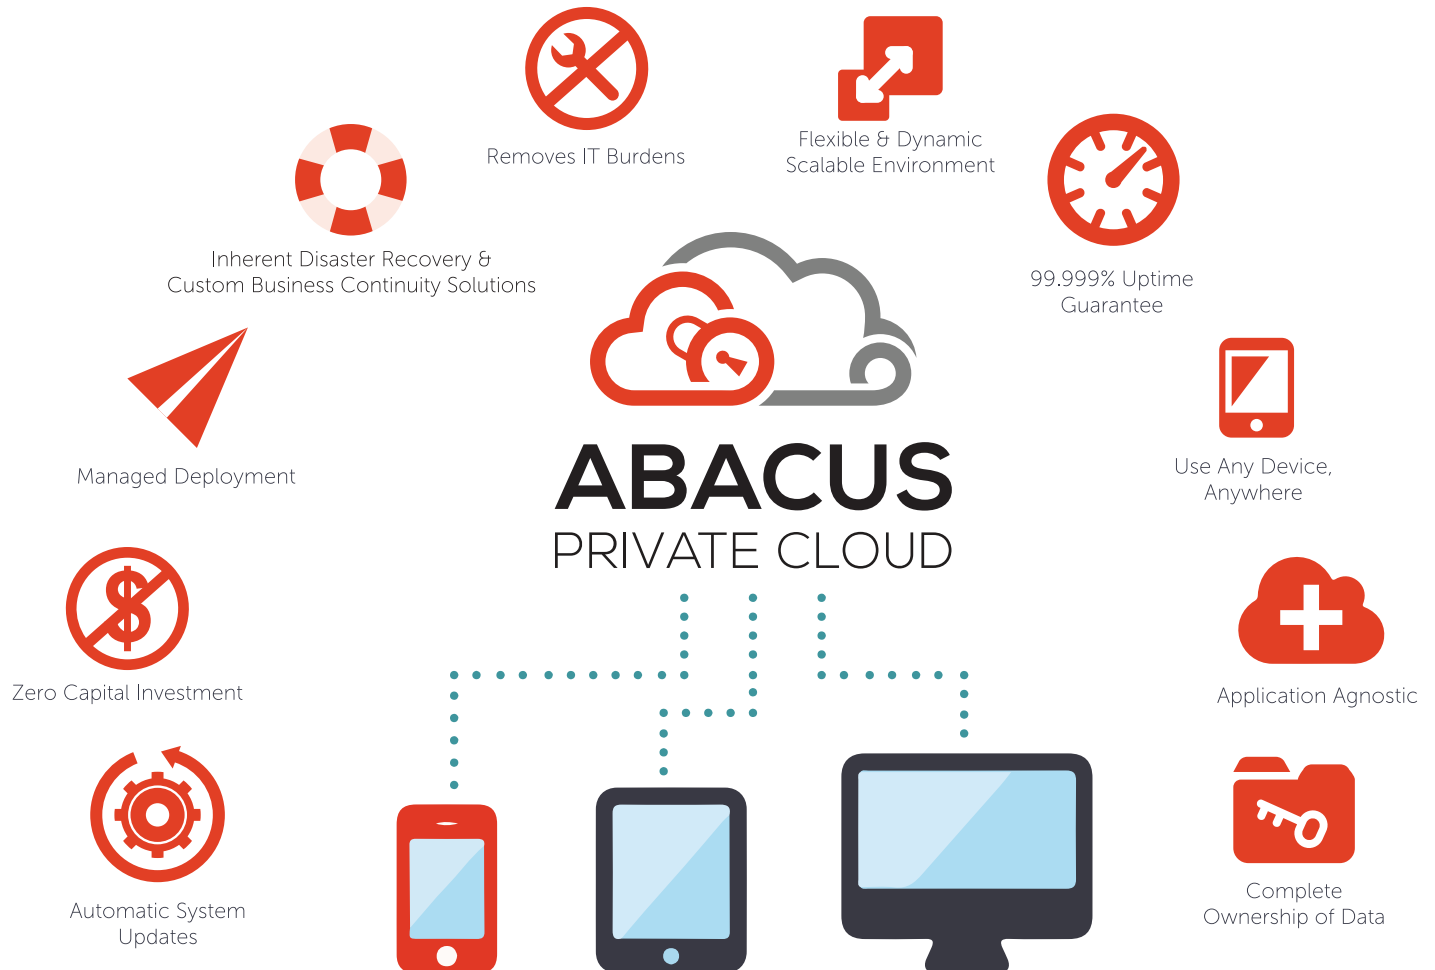 Removes IT Burdens
Flexible & Dynamic
Scalable Environment
Inherent Disaster Recovery &
Custom Business Continuity Solutions
99.999% Uptime
Guarantee
Managed Deployment
ABACUS
PRIVATE CLOUD
Use Any Device,
Anywhere
Zero Capital Investment
Application Agnostic
Automatic System
Updates
Complete
Ownership of Data